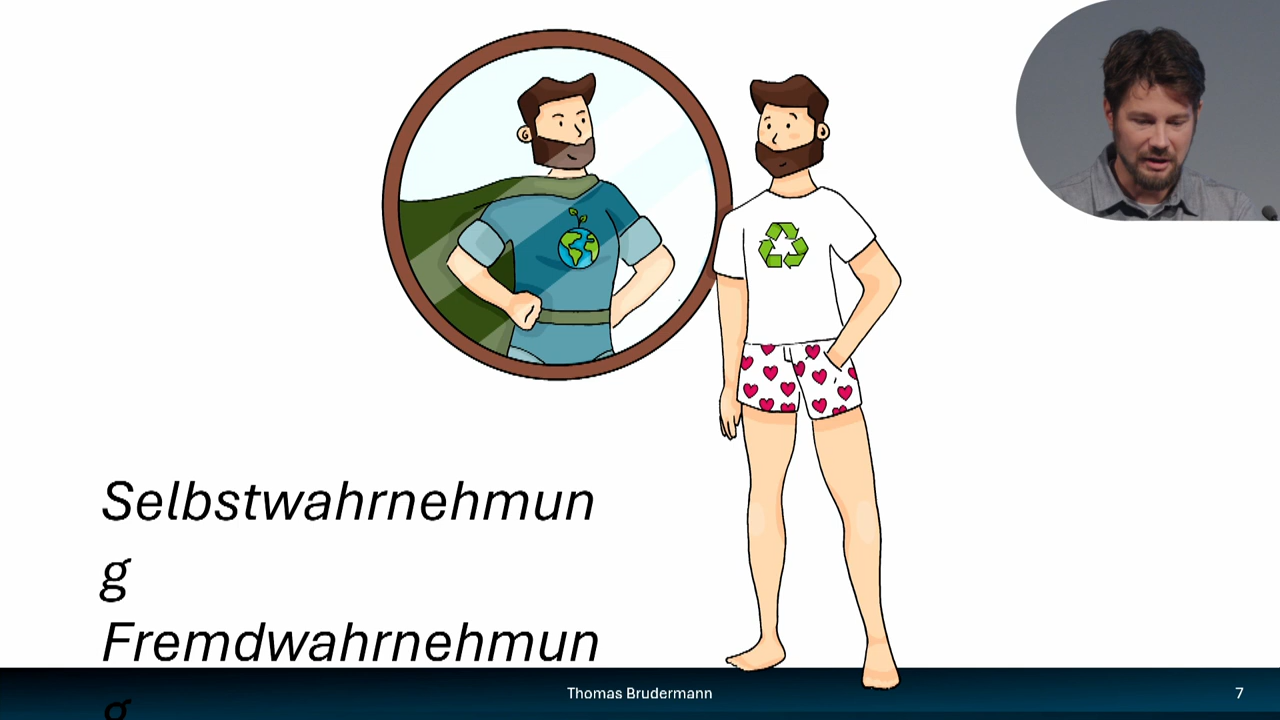 Selbstwahrnehmun
g
Fremdwahrnehmun
g
Thomas Brudermann
7